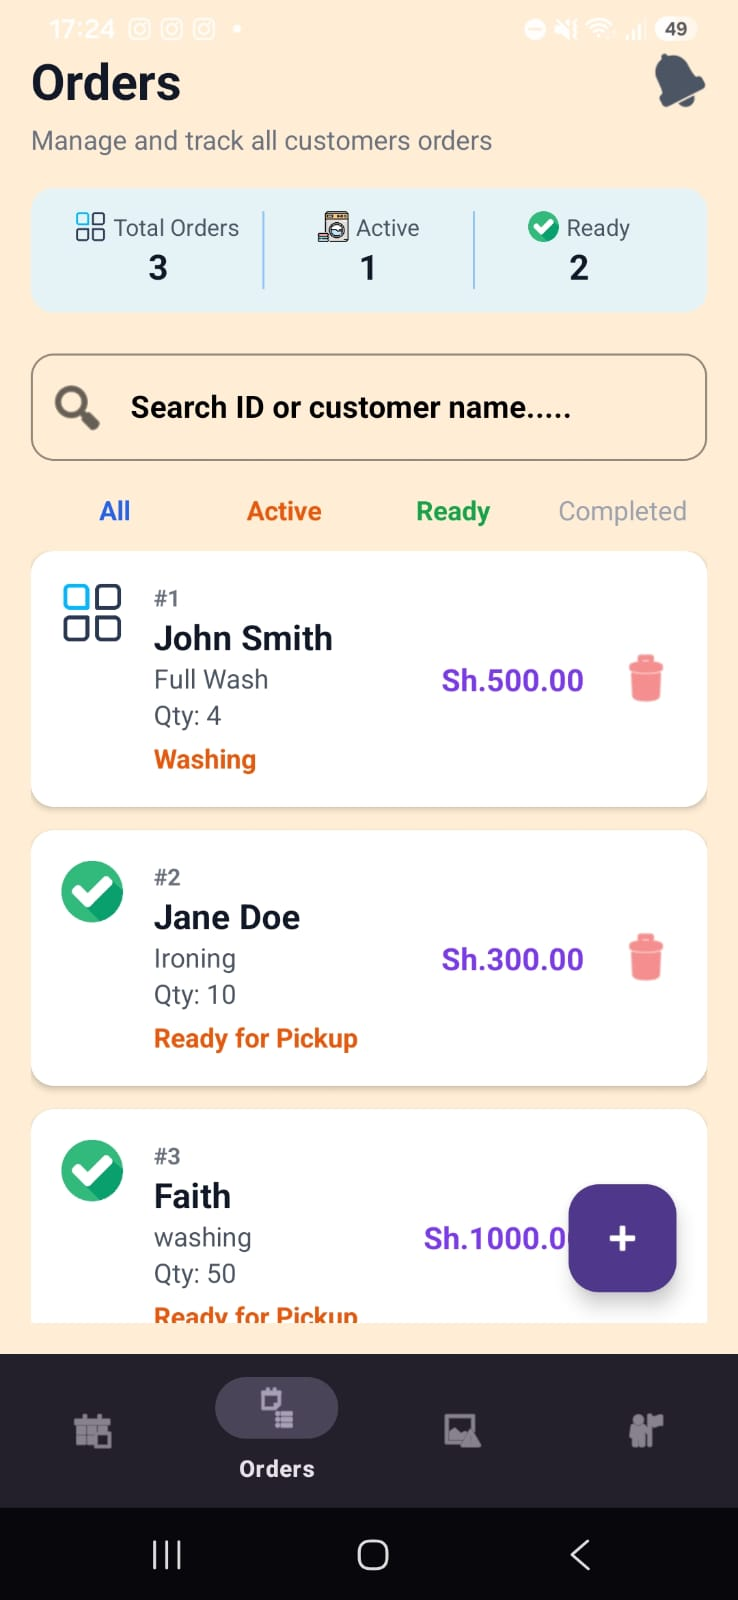 17:24
49
Orders
Manage and track all customers orders
Total Orders
3
Active
1
Ready
2
Search ID or customer name.....
All Active Ready Completed
#1
John Smith
Full Wash
Qty: 4
Washing
Sh.500.00
#2
Jane Doe
Ironing
Qty: 10
Ready for Pickup
Sh.300.00
#3
Faith
washing
Qty: 50
Ready for Pickup
Sh.1000.0
+
Orders